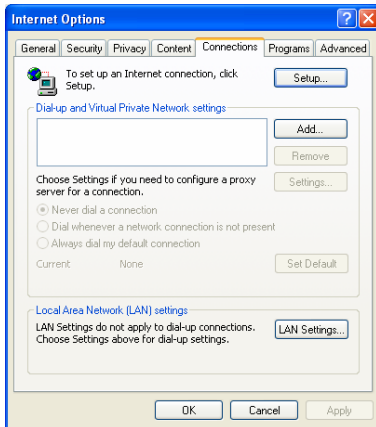 Internet Options
General Security Privacy Content Connections Programs Advanced
To set up an Internet connection, click
Setup.
Setup...
Dial-up and Virtual Private Network settings
Add...
Remove
Choose Settings if you need to configure a proxy
server for a connection.
Settings...
Never dial a connection
Dial whenever a network connection is not present
Always dial my default connection
Current None Set Default
Local Area Network (LAN) settings
LAN Settings do not apply to dial-up connections.
Choose Settings above for dial-up settings.
LAN Settings...
OK Cancel Apply